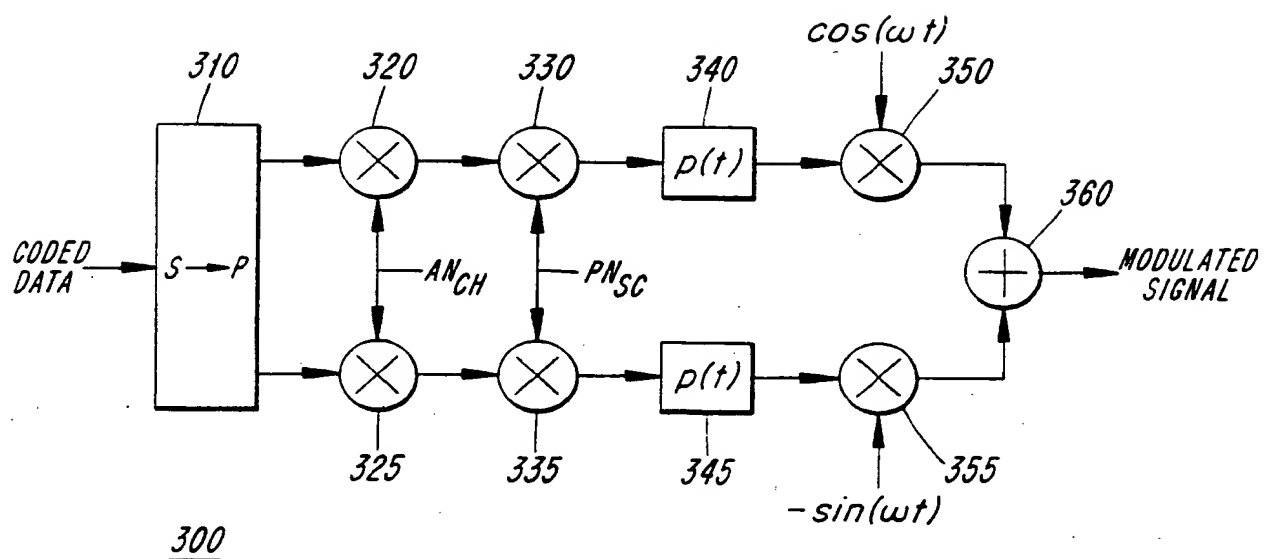 cos(ωt)
310 320 330 340 350
p(t)
360
CODED
DATA
S → P
AN_CH
PN_SC
MODULATED
SIGNAL
p(t)
325 335 345 355
-sin(ωt)
300